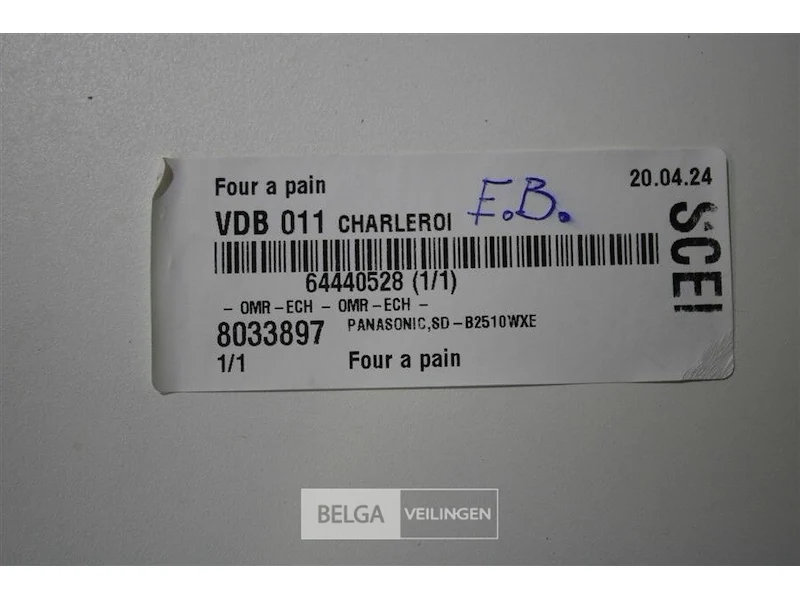 Four a pain
20.04.24
VDB 011 CHARLEROI
E.B.
SCE!
64440528 (1/1)
- OMR-ECH - OMR-ECH -
8033897 PANASONIC,SD-B2510WXE
1/1 Four a pain
BELGA VEILINGEN